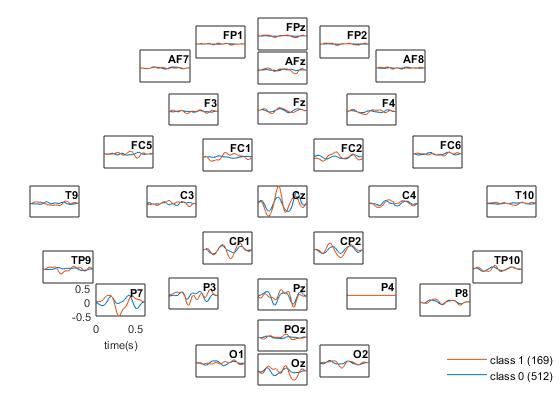 FPz
FP1
FP2
AF7
AFz
AF8
F3
Fz
F4
FC5
FC1
FC2
FC6
T9
C3
Cz
C4
T10
CP1
CP2
TP9
TP10
0.5
0
-0.5
P7
P3
Pz
P4
P8
0
0.5
time(s)
POz
O1
Oz
O2
class 1 (169)
class 0 (512)